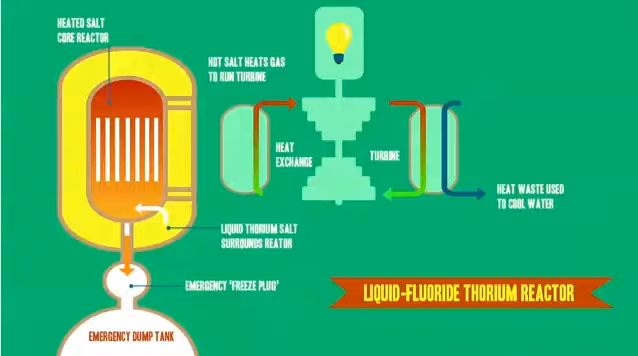 HEATED SALT
CORE REACTOR
HOT SALT HEATS GAS
TO RUN TURBINE
HEAT
EXCHANGE
TURBINE
HEAT WASTE USED
TO COOL WATER
LIQUID THORIUM SALT
SURROUNDS REATOR
EMERGENCY 'FREEZE PLUG'
LIQUID-FLUORIDE THORIUM REACTOR
EMERGENCY DUMP TANK